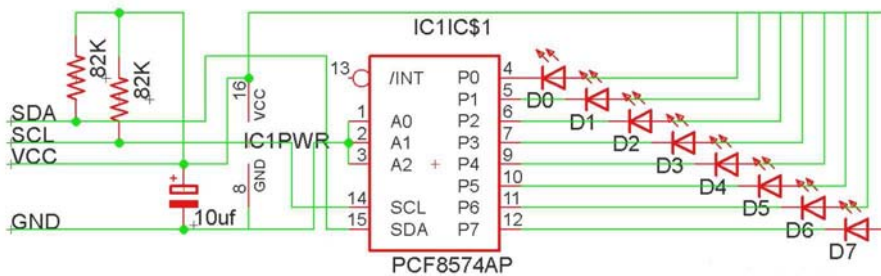 IC1IC$1
82K
82K
13
/INT
P0
4
D0
16
VCC
P1
5
D1
SDA
1
A0
P2
6
D2
SCL
IC1PWR
2
A1
P3
7
D3
VCC
3
A2
P4
9
D4
8
GND
P5
10
D5
10uf
14
SCL
P6
11
D6
GND
15
SDA
P7
12
D7
PCF8574AP